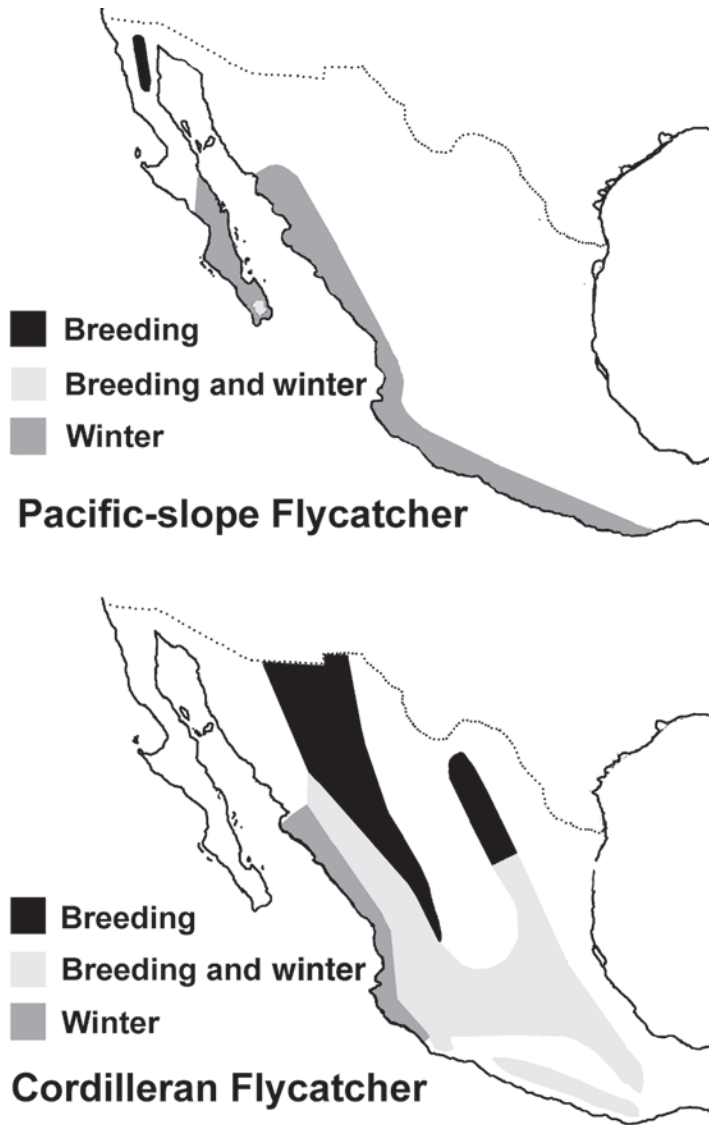 Breeding
Breeding and winter
Winter
Pacific-slope Flycatcher
Breeding
Breeding and winter
Winter
Cordilleran Flycatcher